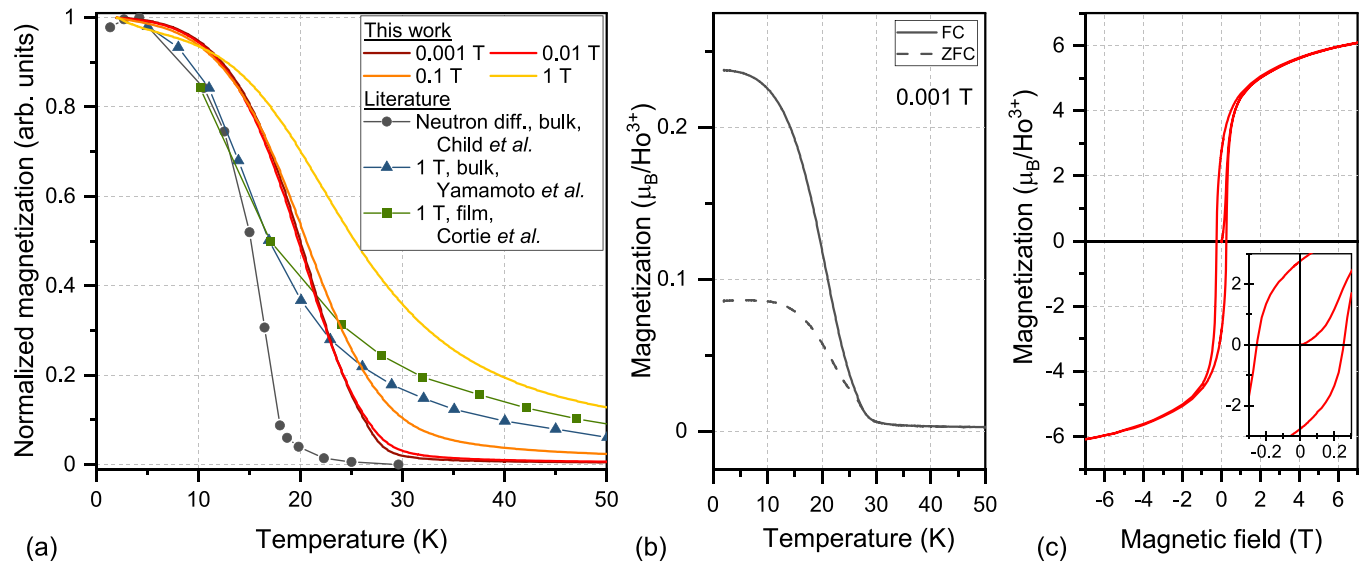 1
0.8
0.6
0.4
0.2
0
Normalized magnetization (arb. units)
This work
0.001 T
0.01 T
0.1 T
1 T
Literature
Neutron diff., bulk,
Child et al.
1 T, bulk,
Yamamoto et al.
1 T, film,
Cortie et al.
0 10 20 30 40 50
(a) Temperature (K)
FC
ZFC
0.001 T
0.2
0.1
0
Magnetization (μB/Ho3+)
0 10 20 30 40 50
(b) Temperature (K)
6
4
2
0
-2
-4
-6
Magnetization (μB/Ho3+)
2
0
-2
-0.2 0 0.2
-6 -4 -2 0 2 4 6
(c) Magnetic field (T)